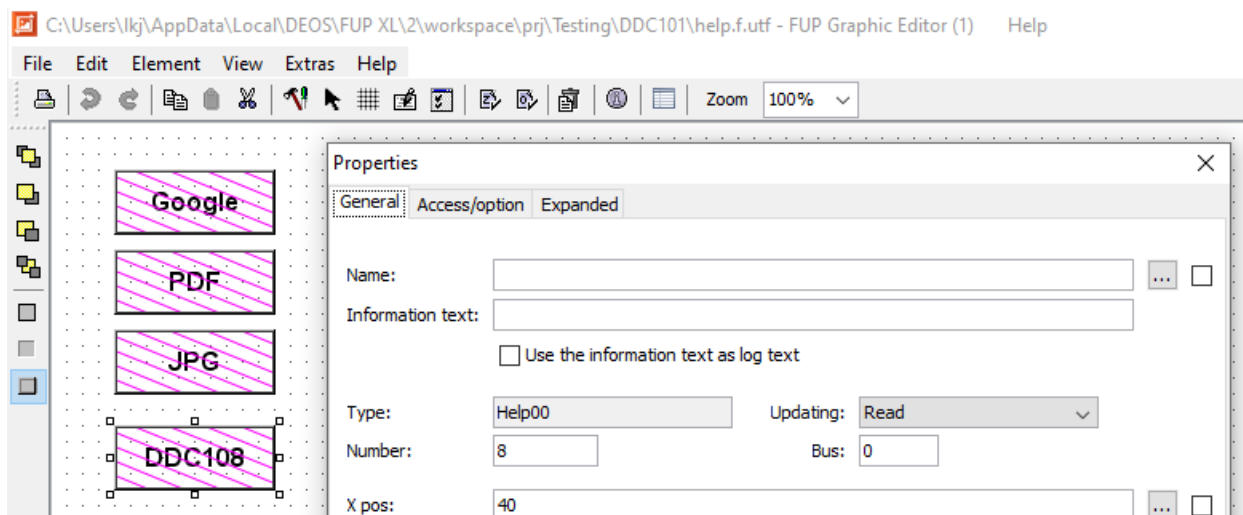 C:\Users\lkj\AppData\Local\DEOS\FUP XL\2\workspace\prj\Testing\DDC101\help.f.utf - FUP Graphic Editor (1) Help
File Edit Element View Extras Help
Zoom 100%
Properties
General Access/option Expanded
Google
PDF
JPG
DDC108
Name: ...
Information text:
Use the information text as log text
Type: Help00 Updating: Read
Number: 8 Bus: 0
X pos: 40 ...